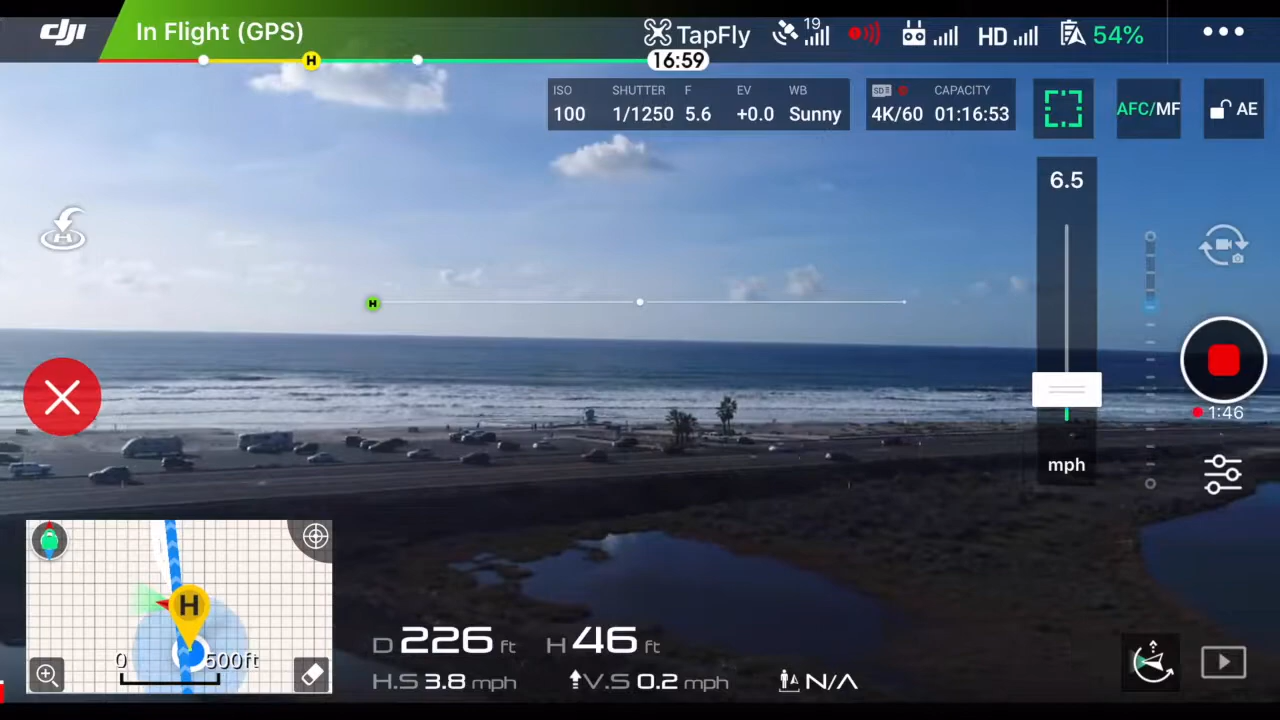 dji In Flight (GPS) TapFly 19 HD 54%
H 16:59
ISO SHUTTER F EV WB SD CAPACITY
100 1/1250 5.6 +0.0 Sunny 4K/60 01:16:53 AFC/MF AE
6.5
H
H
1:46
mph
H
0 500ft
D 226 ft H 46 ft
H.S 3.8 mph V.S 0.2 mph N/A